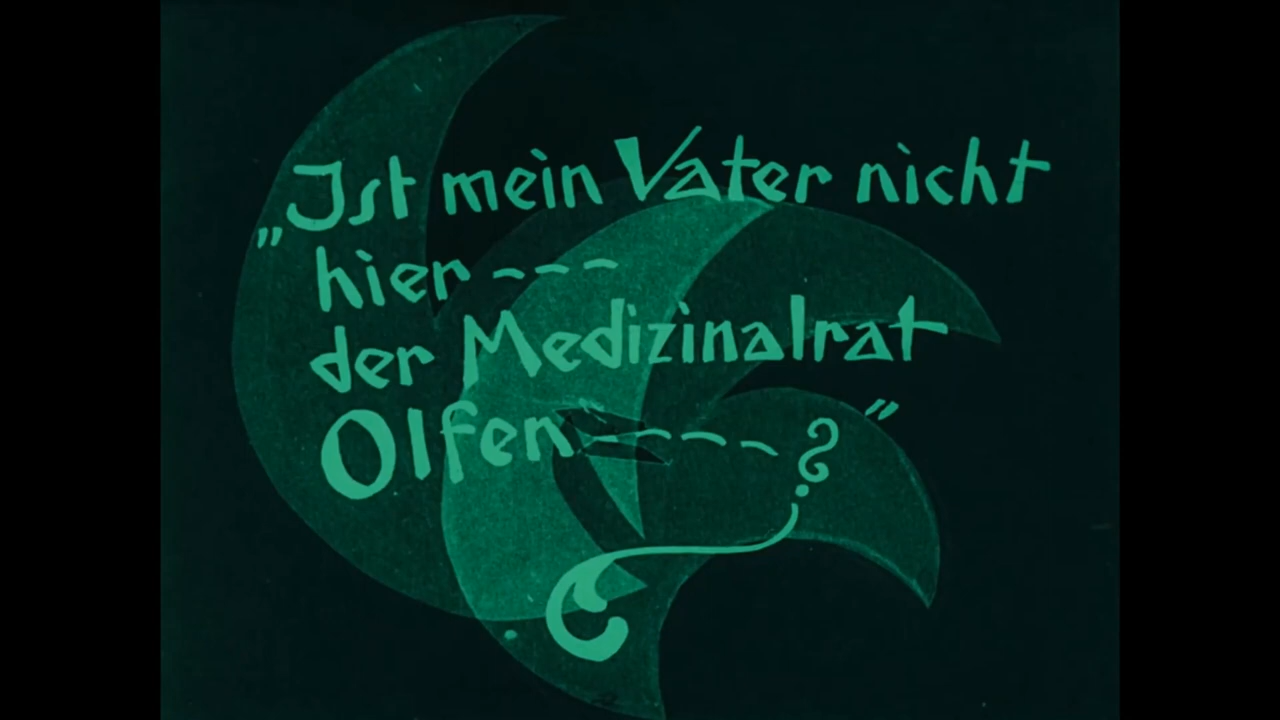 „Ist mein Vater nicht
hier ---
der Medizinalrat
Olfen ----?"